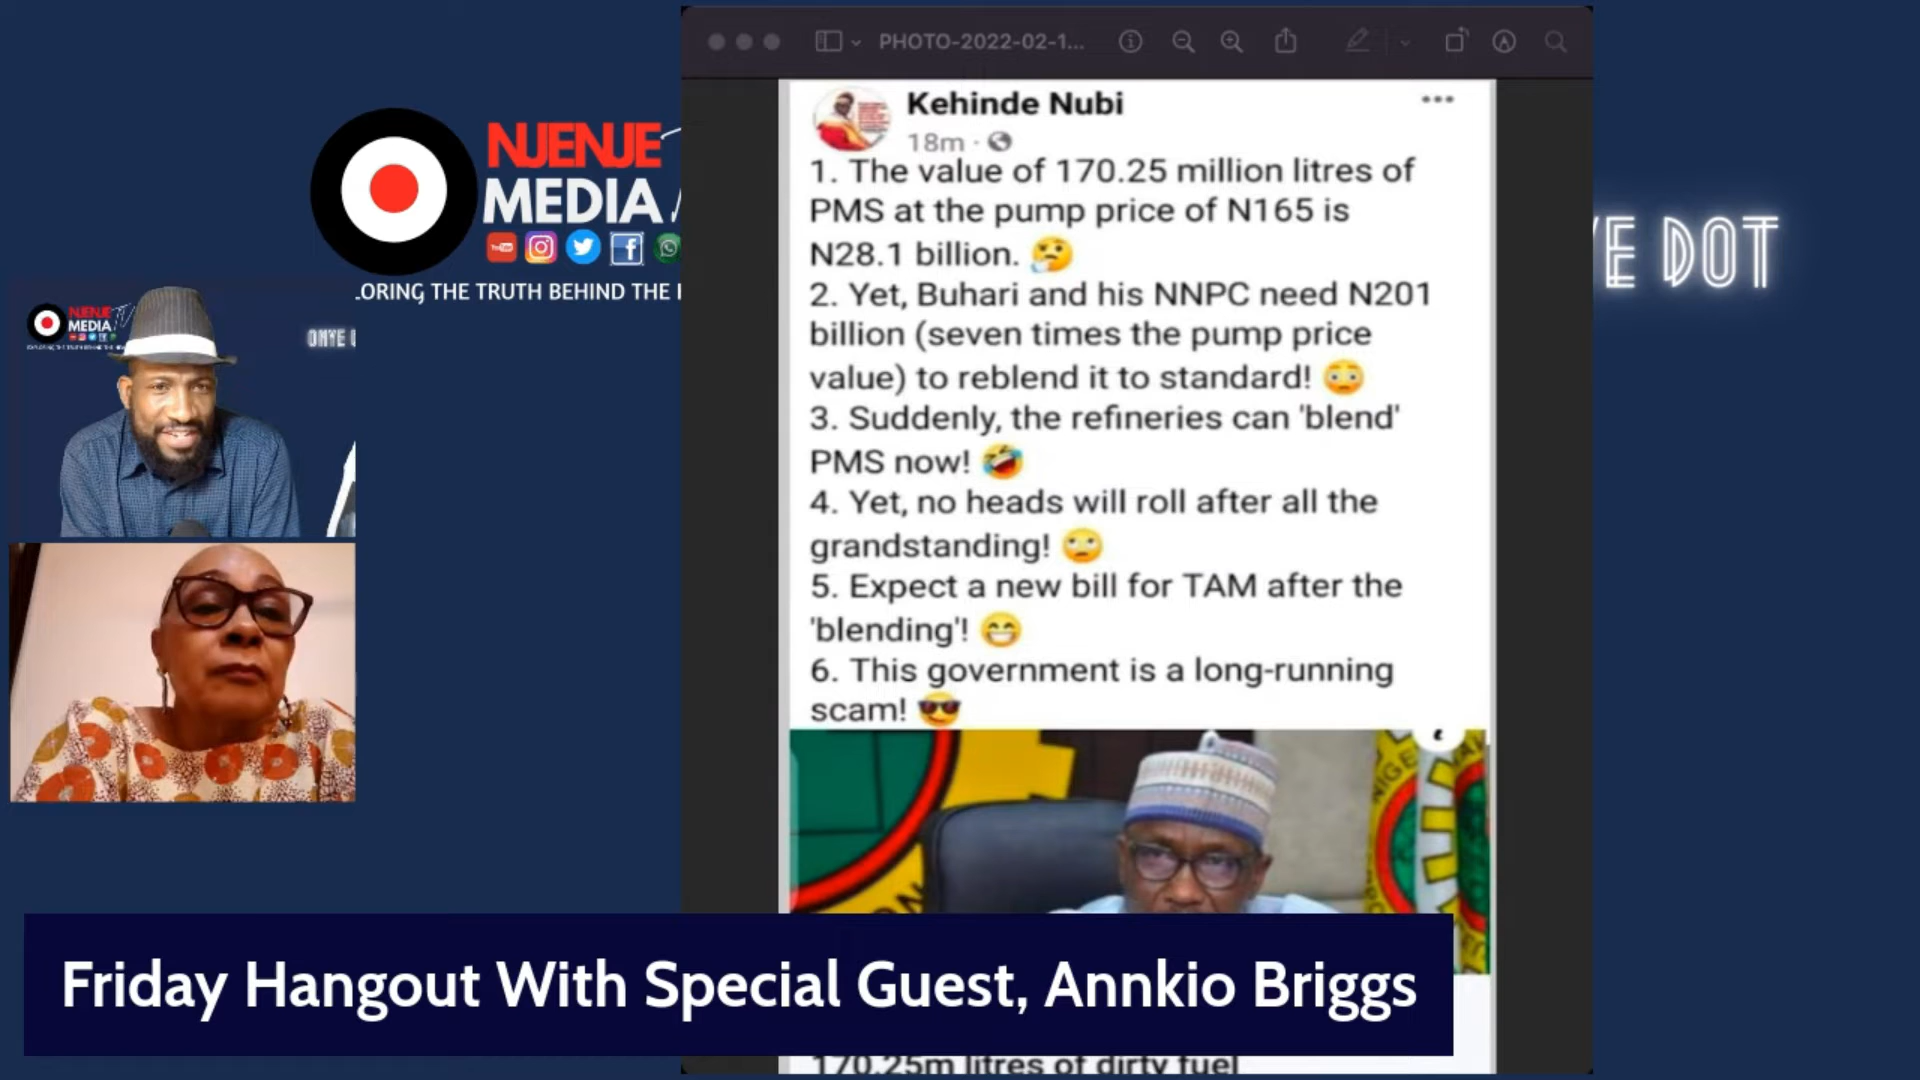 PHOTO-2022-02-1...
NJENJE
MEDIA
.ORING THE TRUTH BEHIND THE
E DOT
NJENJE
MEDIA TV
Kehinde Nubi
18m
1. The value of 170.25 million litres of
PMS at the pump price of N165 is
N28.1 billion. 🤔
2. Yet, Buhari and his NNPC need N201
billion (seven times the pump price
value) to reblend it to standard! 😳
3. Suddenly, the refineries can 'blend'
PMS now! 🤣
4. Yet, no heads will roll after all the
grandstanding! 🙄
5. Expect a new bill for TAM after the
'blending'! 😁
6. This government is a long-running
scam! 😎
Friday Hangout With Special Guest, Annkio Briggs
170.25m litres of dirty fuel